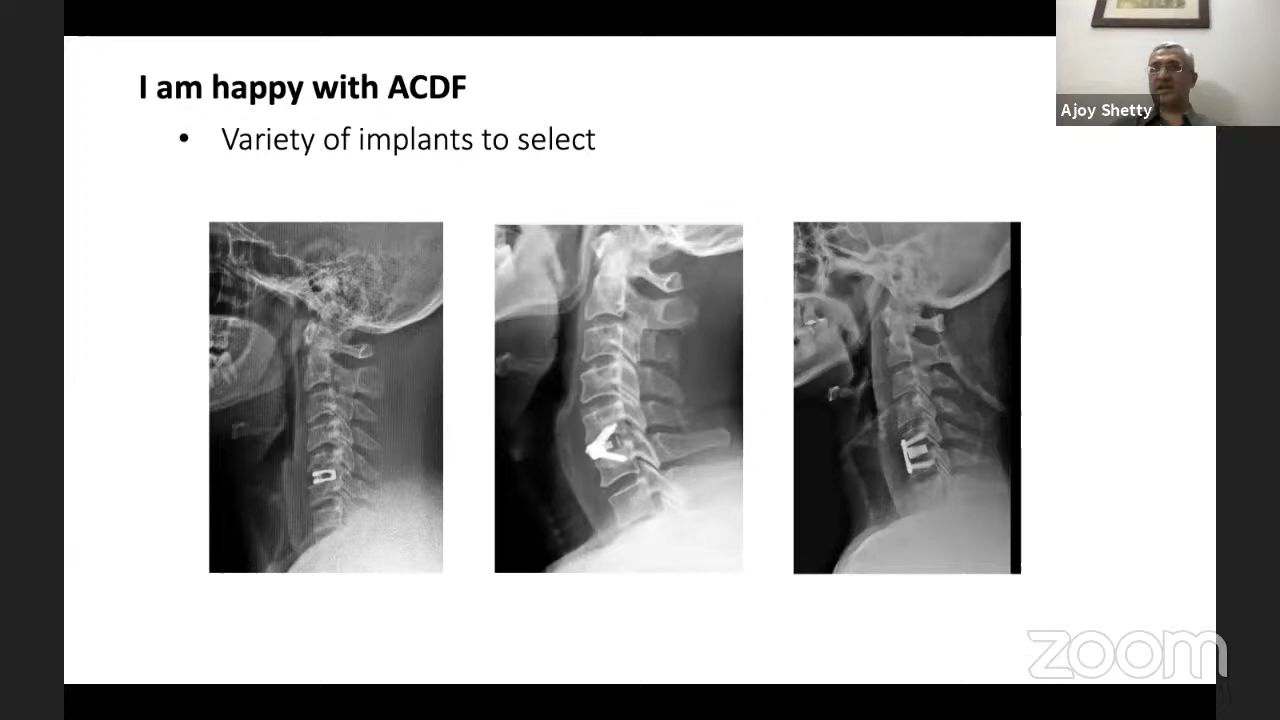 I am happy with ACDF
• Variety of implants to select
Ajoy Shetty
zoom